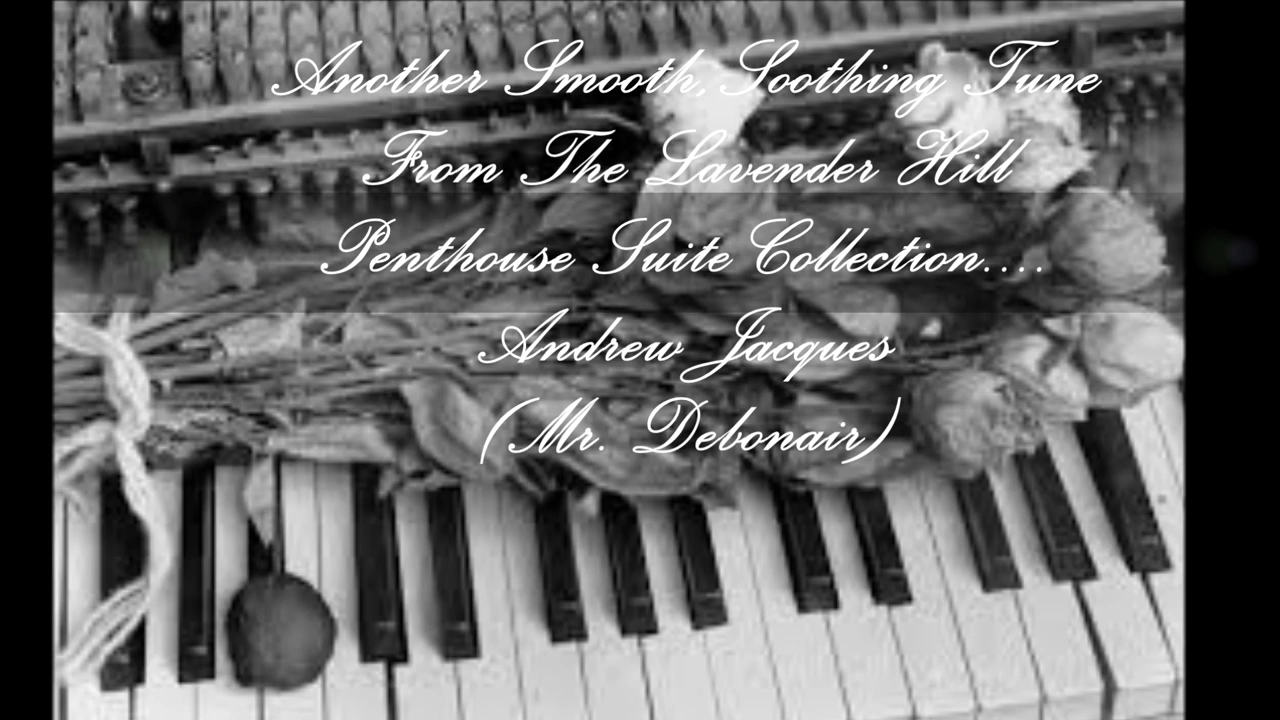 Another Smooth, Soothing Tune
From The Lavender Hill
Penthouse Suite Collection....
Andrew Jacques
(Mr. Debonair)